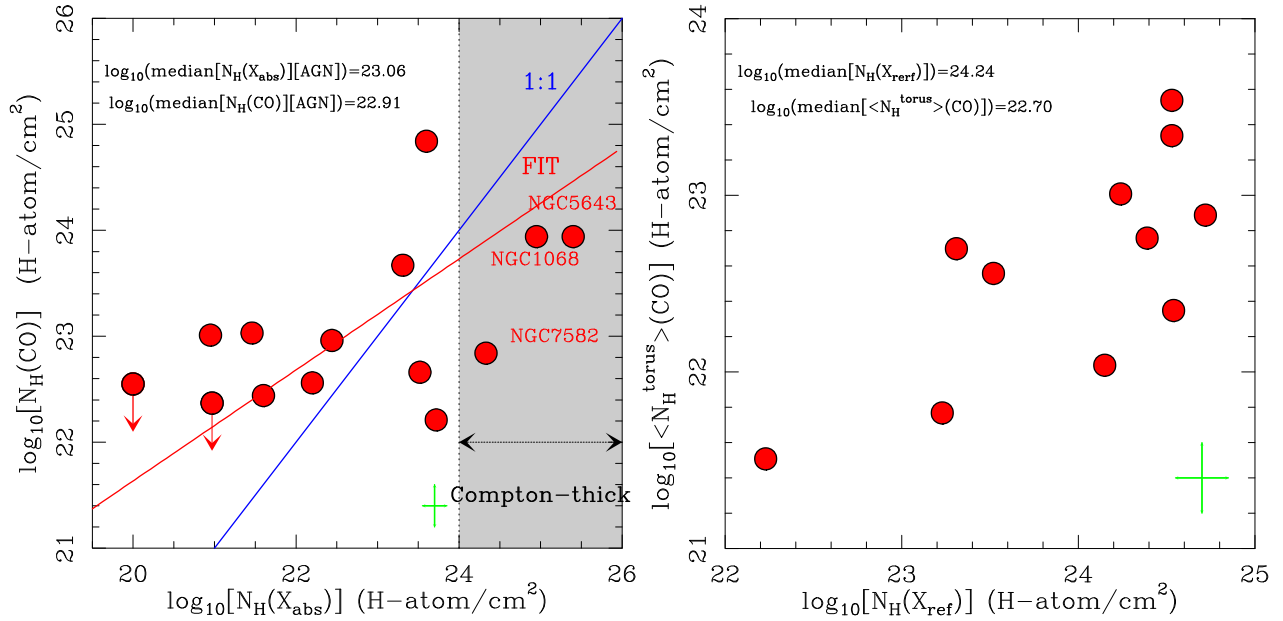 log10(median[NH(Xabs)][AGN])=23.06
log10(median[NH(CO)][AGN])=22.91
1:1
FIT
NGC5643
NGC1068
NGC7582
Compton-thick
21 22 23 24 25 26
20 22 24 26
log10[NH(CO)] (H-atom/cm2)
log10[NH(Xabs)] (H-atom/cm2)
log10(median[NH(Xrerf)])=24.24
log10(median[<NHtorus>(CO)])=22.70
21 22 23 24
22 23 24 25
log10[<NHtorus>(CO)] (H-atom/cm2)
log10[NH(Xref)] (H-atom/cm2)